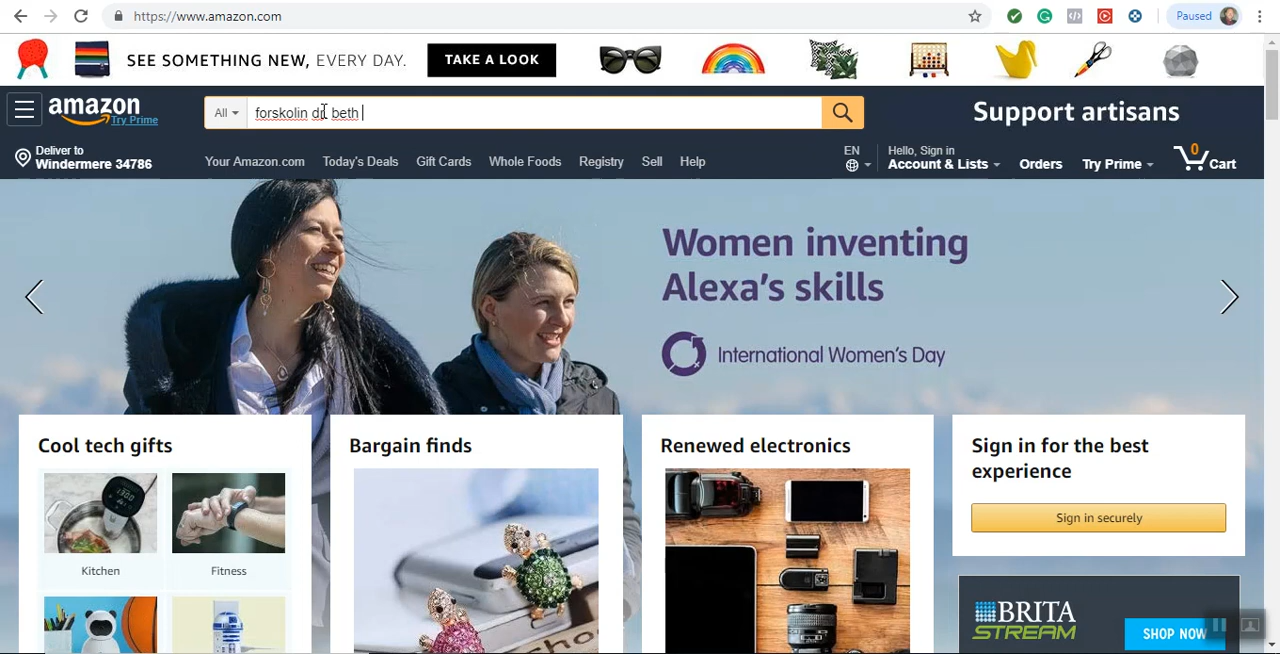 https://www.amazon.com
Paused
SEE SOMETHING NEW, EVERY DAY.
TAKE A LOOK
amazon
Try Prime
All
forskolin dr beth
Support artisans
Deliver to
Windermere 34786
Your Amazon.com
Today's Deals
Gift Cards
Whole Foods
Registry
Sell
Help
EN
Hello, Sign in
Account & Lists
Orders
Try Prime
0
Cart
Women inventing
Alexa's skills
International Women's Day
Cool tech gifts
Kitchen
Fitness
Bargain finds
Renewed electronics
Sign in for the best
experience
Sign in securely
BRITA
STREAM
SHOP NOW